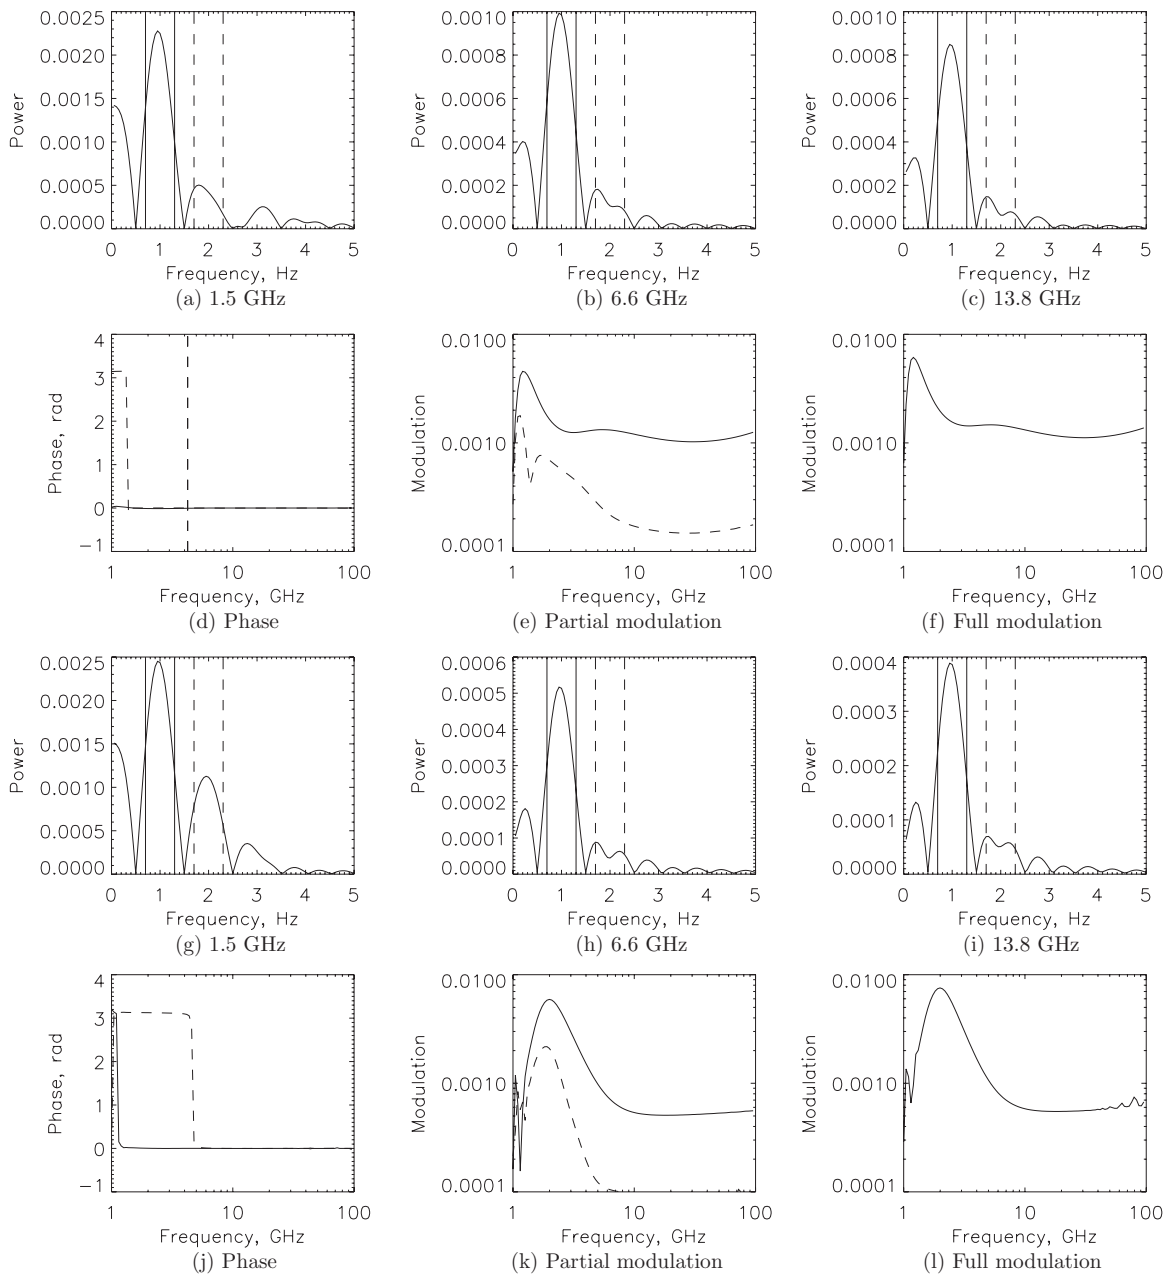 0.0025
0.0020
0.0015
0.0010
0.0005
0.0000
Power
0 1 2 3 4 5
Frequency, Hz
(a) 1.5 GHz
0.0010
0.0008
0.0006
0.0004
0.0002
0.0000
Power
0 1 2 3 4 5
Frequency, Hz
(b) 6.6 GHz
0.0010
0.0008
0.0006
0.0004
0.0002
0.0000
Power
0 1 2 3 4 5
Frequency, Hz
(c) 13.8 GHz
4
3
2
1
0
-1
Phase, rad
1 10 100
Frequency, GHz
(d) Phase
0.0100
0.0010
0.0001
Modulation
1 10 100
Frequency, GHz
(e) Partial modulation
0.0100
0.0010
0.0001
Modulation
1 10 100
Frequency, GHz
(f) Full modulation
0.0025
0.0020
0.0015
0.0010
0.0005
0.0000
Power
0 1 2 3 4 5
Frequency, Hz
(g) 1.5 GHz
0.0006
0.0005
0.0004
0.0003
0.0002
0.0001
0.0000
Power
0 1 2 3 4 5
Frequency, Hz
(h) 6.6 GHz
0.0004
0.0003
0.0002
0.0001
0.0000
Power
0 1 2 3 4 5
Frequency, Hz
(i) 13.8 GHz
4
3
2
1
0
-1
Phase, rad
1 10 100
Frequency, GHz
(j) Phase
0.0100
0.0010
0.0001
Modulation
1 10 100
Frequency, GHz
(k) Partial modulation
0.0100
0.0010
0.0001
Modulation
1 10 100
Frequency, GHz
(l) Full modulation